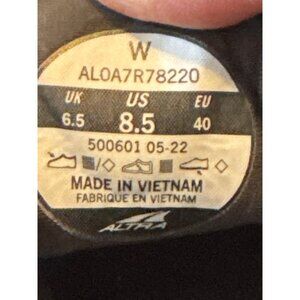 W
AL0A7R78220
UK US EU
6.5 8.5 40
500601 05-22
MADE IN VIETNAM
FABRIQUE EN VIETNAM
ALTRA